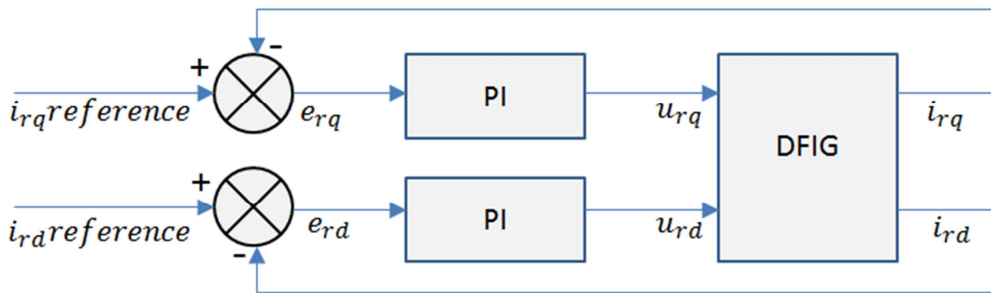 -
+
PI
i_rq reference
e_rq
u_rq
i_rq
DFIG
+
PI
i_rd reference
e_rd
u_rd
i_rd
-